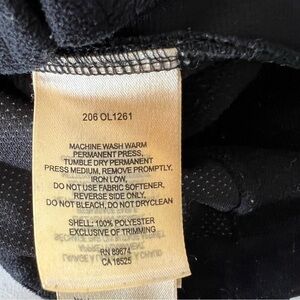 206 OL1261
MACHINE WASH WARM
PERMANENT PRESS,
TUMBLE DRY PERMANENT
PRESS MEDIUM, REMOVE PROMPTLY,
IRON LOW,
DO NOT USE FABRIC SOFTENER,
REVERSE SIDE ONLY,
DO NOT BLEACH, DO NOT DRYCLEAN
SHELL: 100% POLYESTER
EXCLUSIVE OF TRIMMING
RN 89674
CA 16525